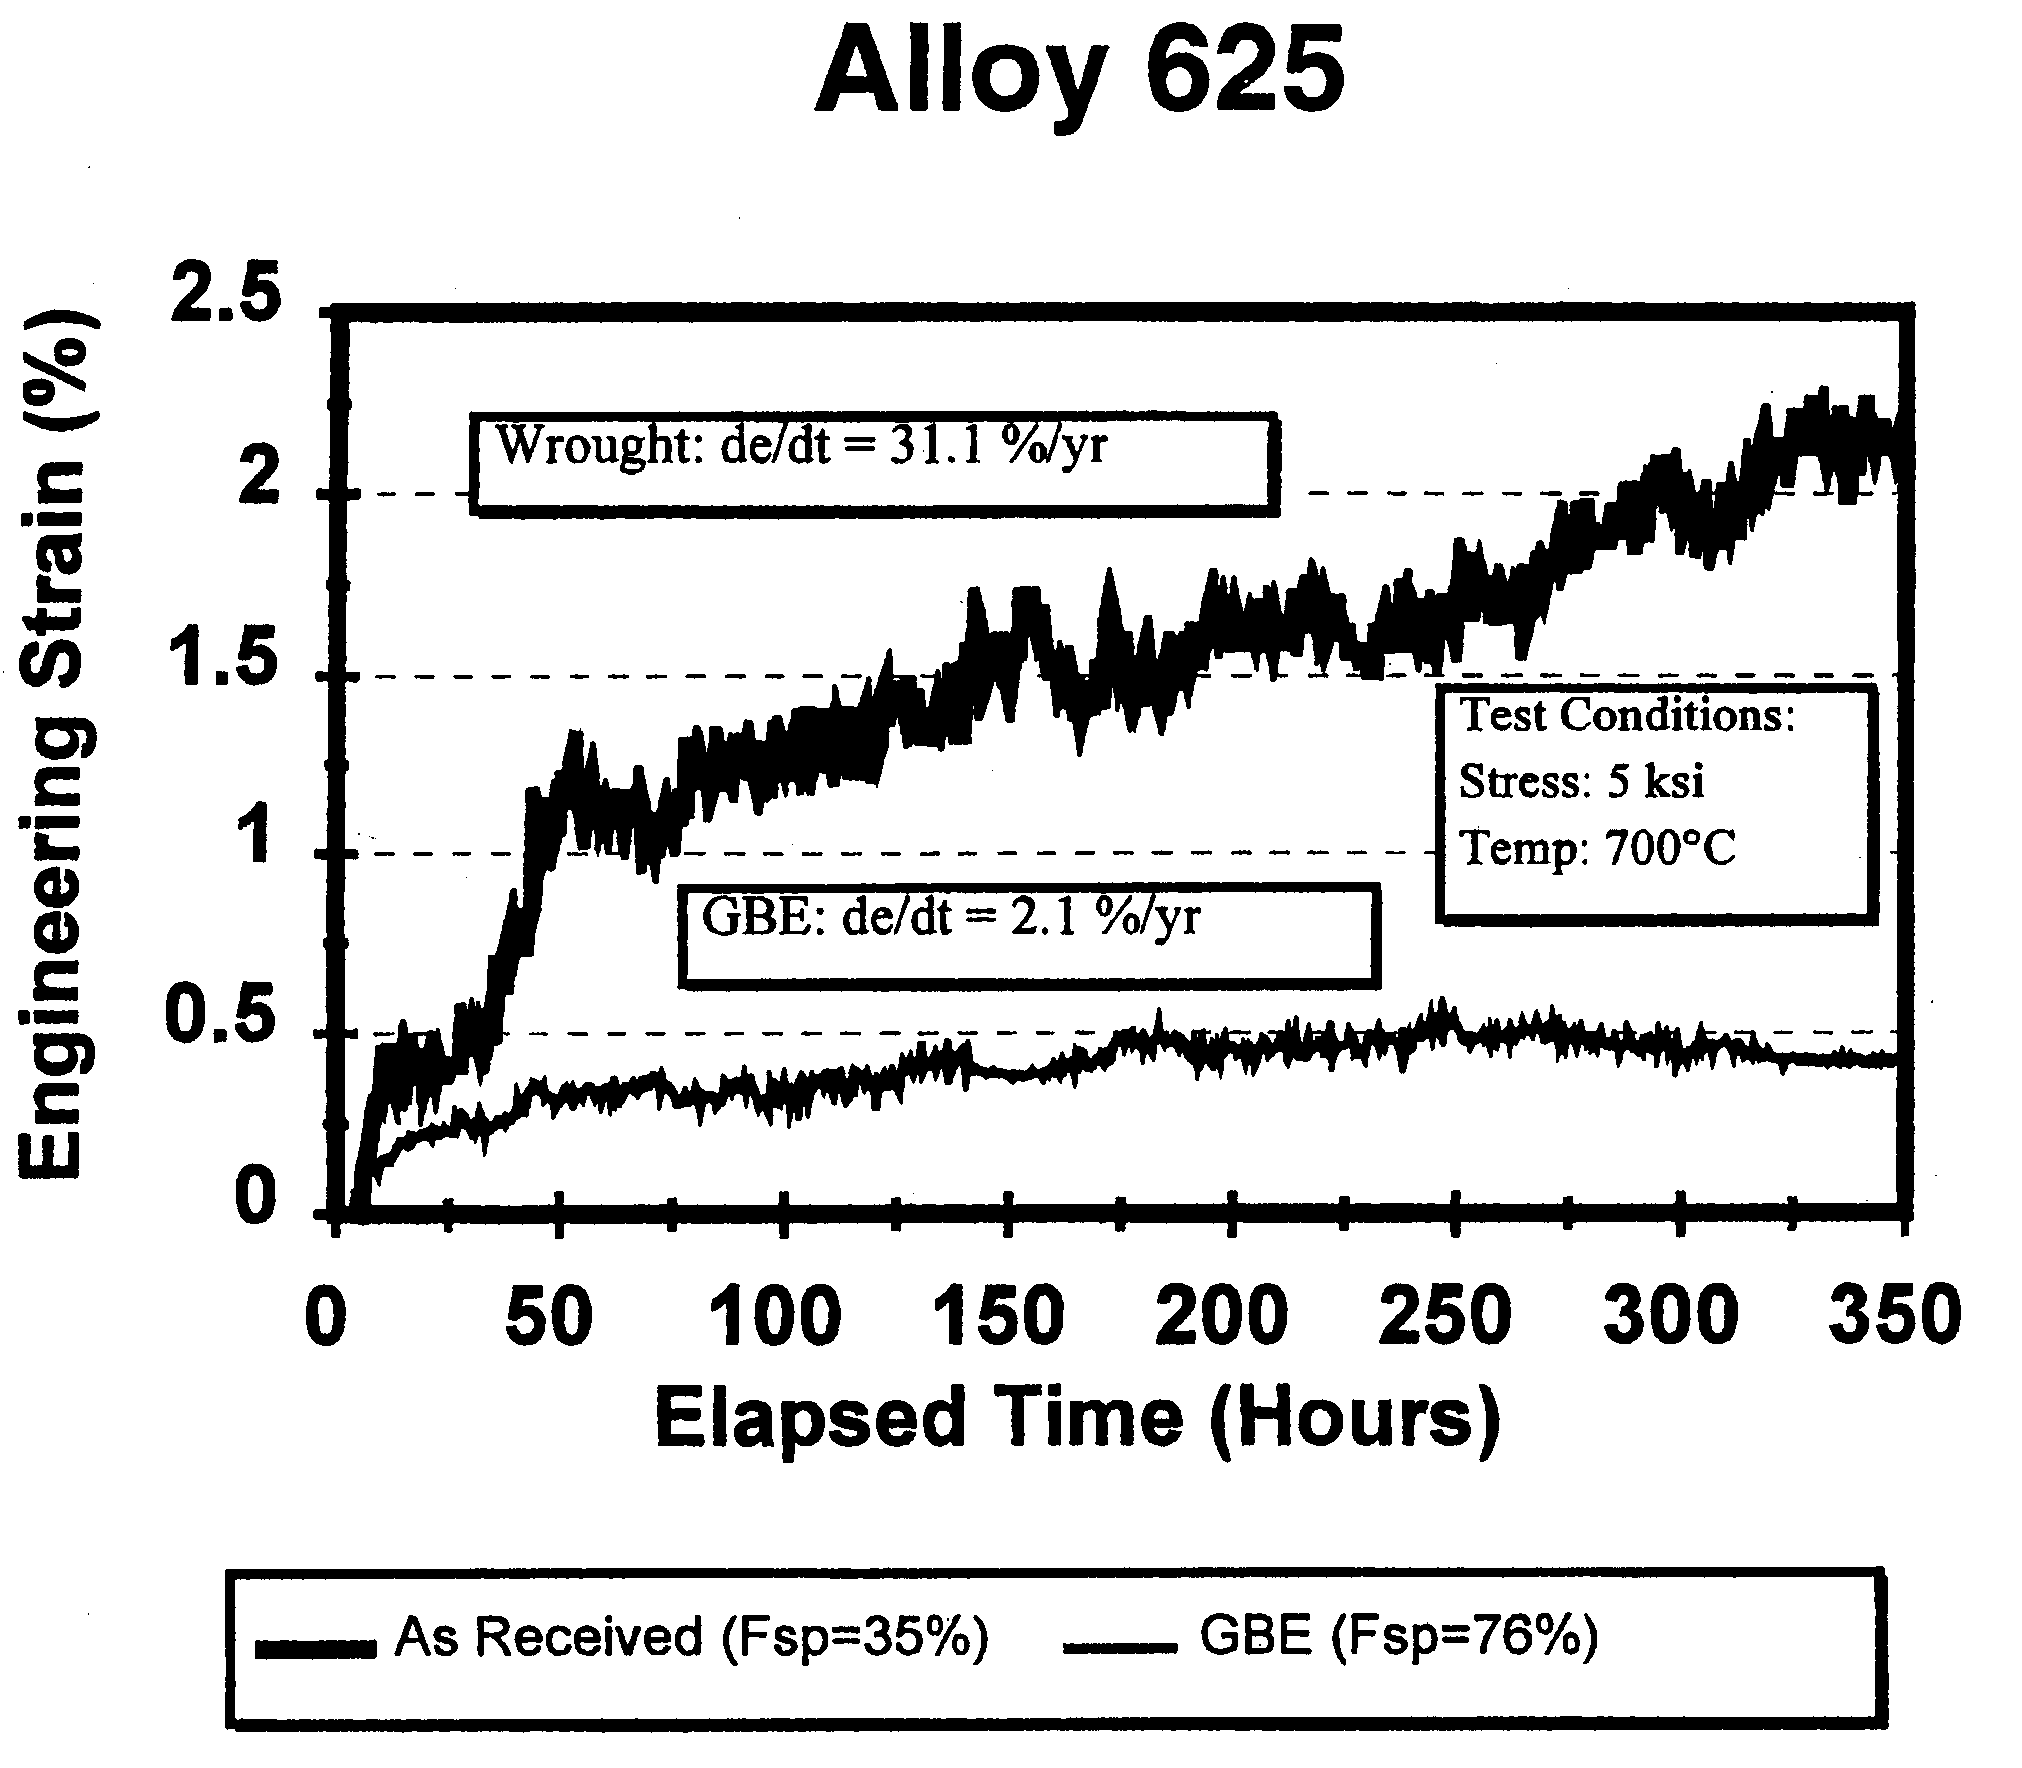 Alloy 625
Engineering Strain (%)
2.5
2
1.5
1
0.5
0
Wrought: de/dt = 31.1 %/yr
Test Conditions:
Stress: 5 ksi
Temp: 700°C
GBE: de/dt = 2.1 %/yr
0 50 100 150 200 250 300 350
Elapsed Time (Hours)
As Received (Fsp=35%) GBE (Fsp=76%)